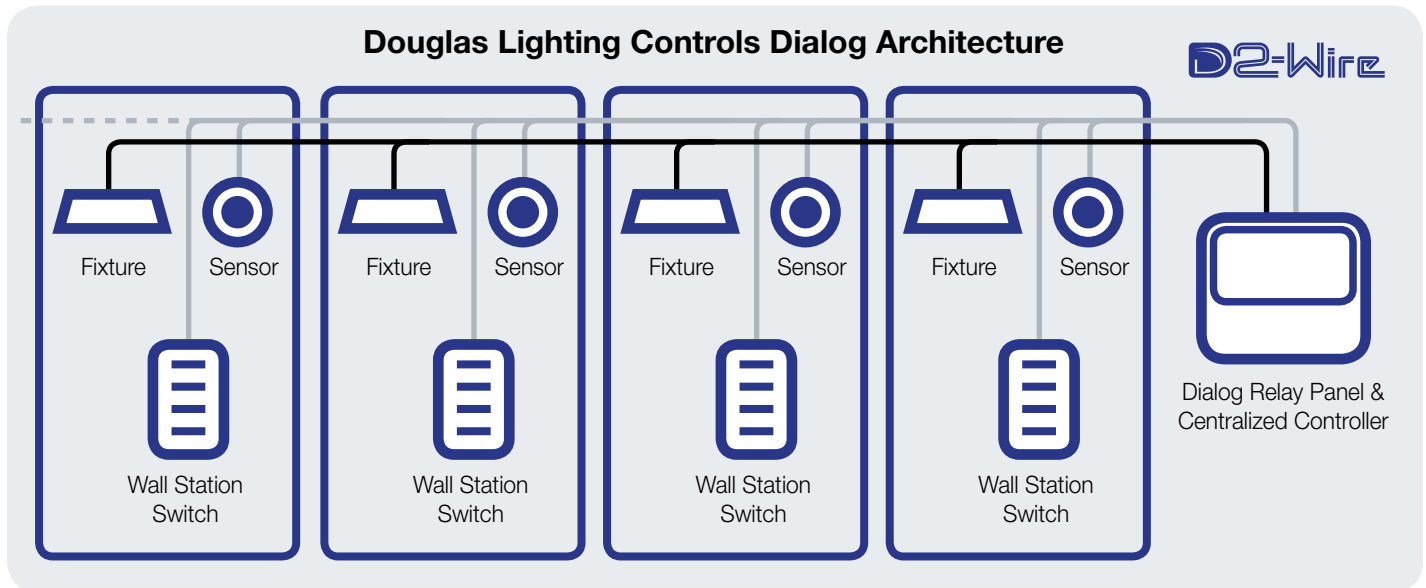 Douglas Lighting Controls Dialog Architecture
D2-Wire
Fixture
Sensor
Fixture
Sensor
Fixture
Sensor
Fixture
Sensor
Wall Station
Switch
Wall Station
Switch
Wall Station
Switch
Wall Station
Switch
Dialog Relay Panel &
Centralized Controller